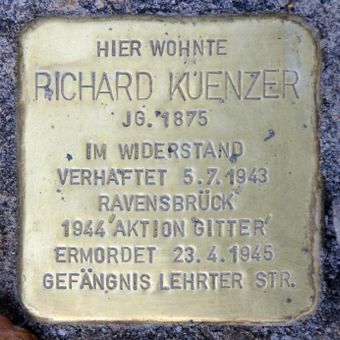 HIER WOHNTE
RICHARD KUENZER
JG. 1875
IM WIDERSTAND
VERHAFTET 5.7.1943
RAVENSBRÜCK
1944 'AKTION GITTER'
ERMORDET 23.4.1945
GEFÄNGNIS LEHRTER STR.